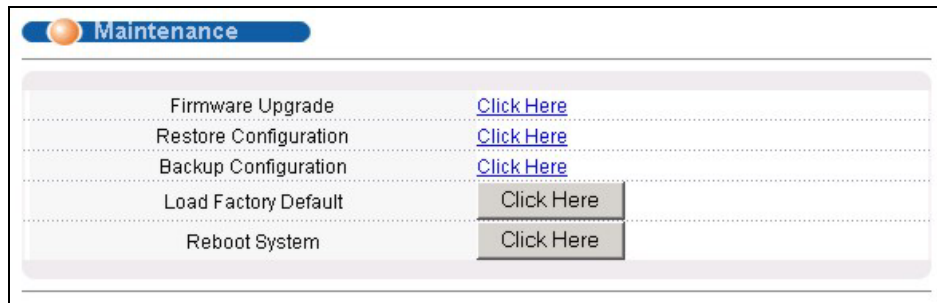 Maintenance
Firmware Upgrade Click Here
Restore Configuration Click Here
Backup Configuration Click Here
Load Factory Default Click Here
Reboot System Click Here